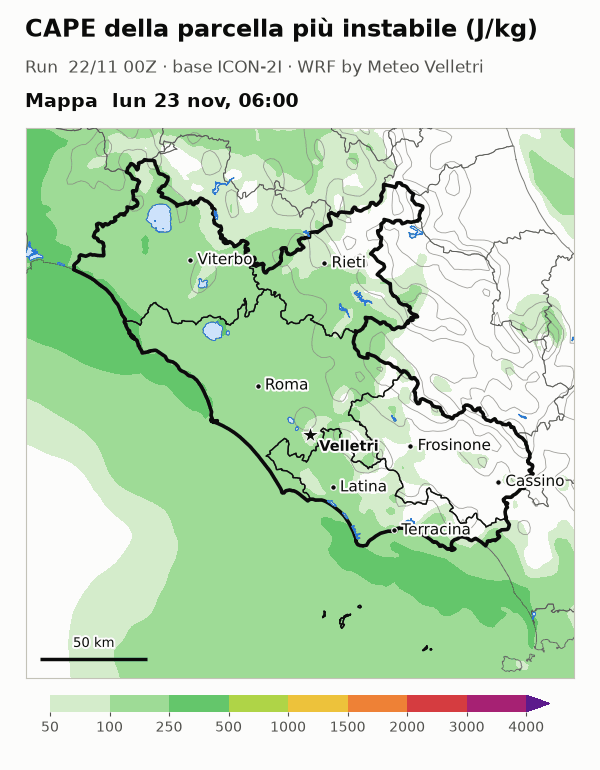 CAPE della parcella più instabile (J/kg)
Run 22/11 00Z · base ICON-2I · WRF by Meteo Velletri
Mappa lun 23 nov, 06:00
Viterbo
Rieti
Roma
Velletri
Frosinone
Cassino
Latina
Terracina
50 km
50 100 250 500 1000 1500 2000 3000 4000